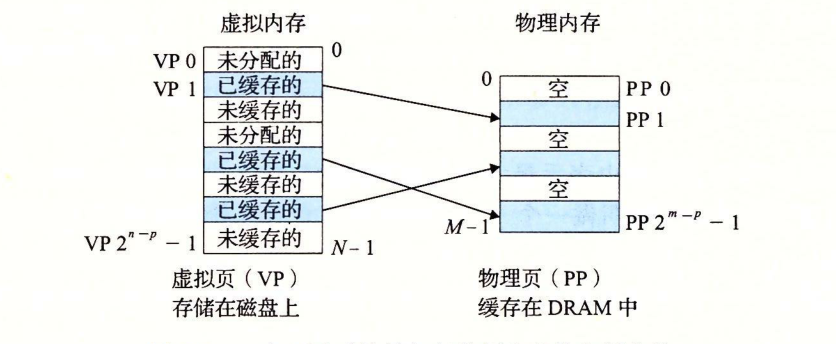 虚拟内存
物理内存
0
VP 0 未分配的
VP 1 已缓存的
未缓存的
未分配的
已缓存的
未缓存的
已缓存的
VP 2^{n-p} - 1 未缓存的
N-1
0
空 PP 0
PP 1
空
空
M-1
PP 2^{m-p} - 1
虚拟页（VP）
存储在磁盘上
物理页（PP）
缓存在 DRAM 中